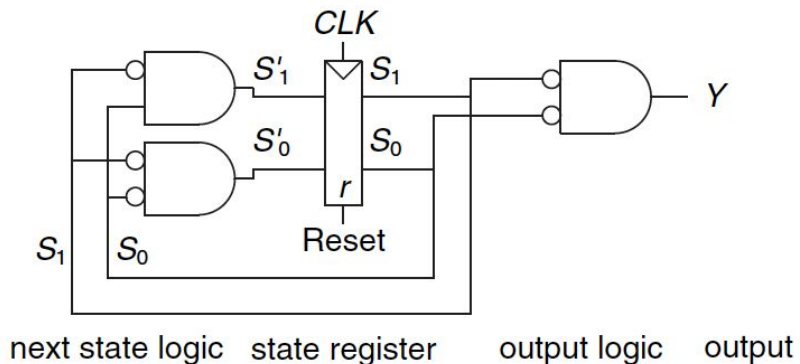 CLK
S'₁
S₁
Y
S'₀
S₀
r
Reset
S₁
S₀
next state logic
state register
output logic
output